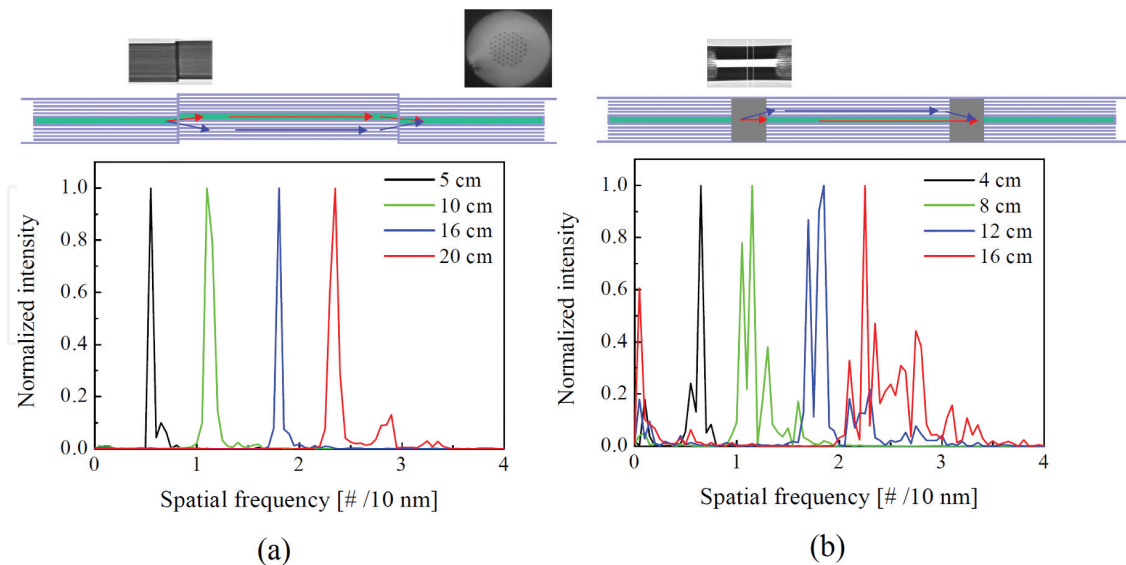 5 cm
10 cm
16 cm
20 cm
1.0
0.8
0.6
0.4
0.2
0.0
0
1
2
3
4
Normalized intensity
Spatial frequency [# /10 nm]
(a)
4 cm
8 cm
12 cm
16 cm
1.0
0.8
0.6
0.4
0.2
0.0
0
1
2
3
4
Normalized intensity
Spatial frequency [# /10 nm]
(b)